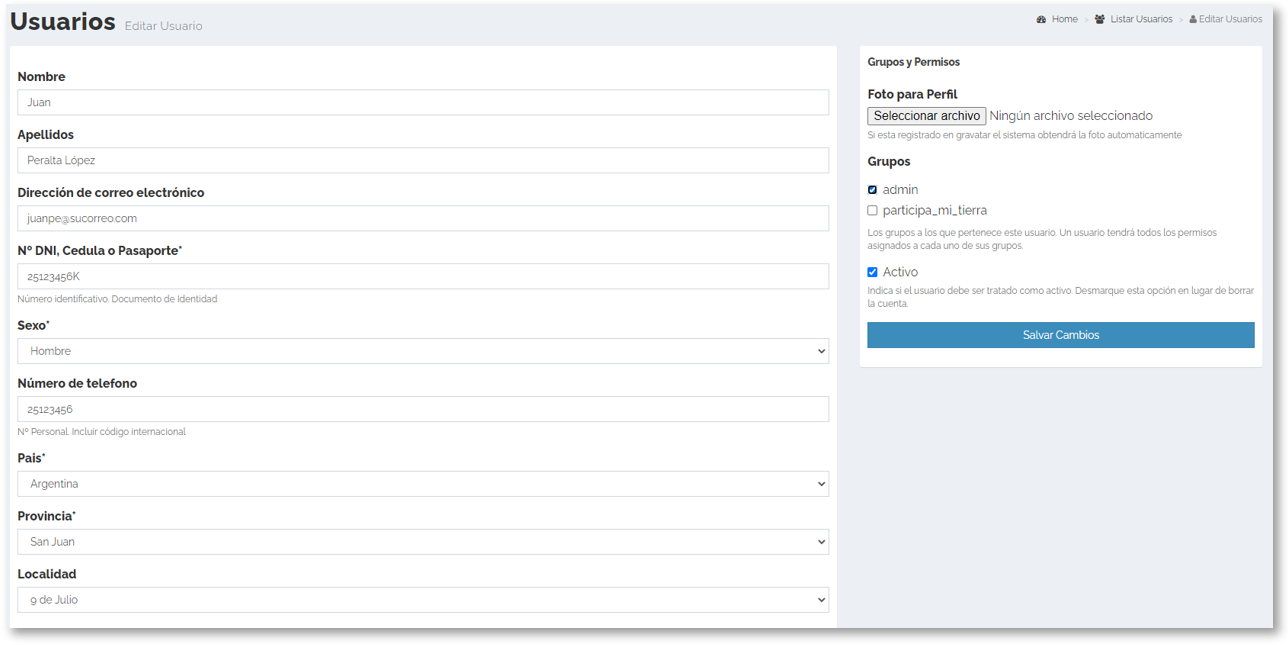 Usuarios Editar Usuario
Home > Listar Usuarios > Editar Usuarios
Nombre
Juan
Apellidos
Peralta López
Dirección de correo electrónico
juanpe@sucorreo.com
Nº DNI, Cedula o Pasaporte*
25123456K
Número identificativo. Documento de Identidad
Sexo*
Hombre
Número de telefono
25123456
Nº Personal. Incluir código internacional
Pais*
Argentina
Provincia*
San Juan
Localidad
9 de Julio
Grupos y Permisos
Foto para Perfil
Seleccionar archivo Ningún archivo seleccionado
Si esta registrado en gravatar el sistema obtendrá la foto automaticamente
Grupos
admin
participa_mi_tierra
Los grupos a los que pertenece este usuario. Un usuario tendrá todos los permisos
asignados a cada uno de sus grupos.
Activo
Indica si el usuario debe ser tratado como activo. Desmarque esta opción en lugar de borrar
la cuenta.
Salvar Cambios